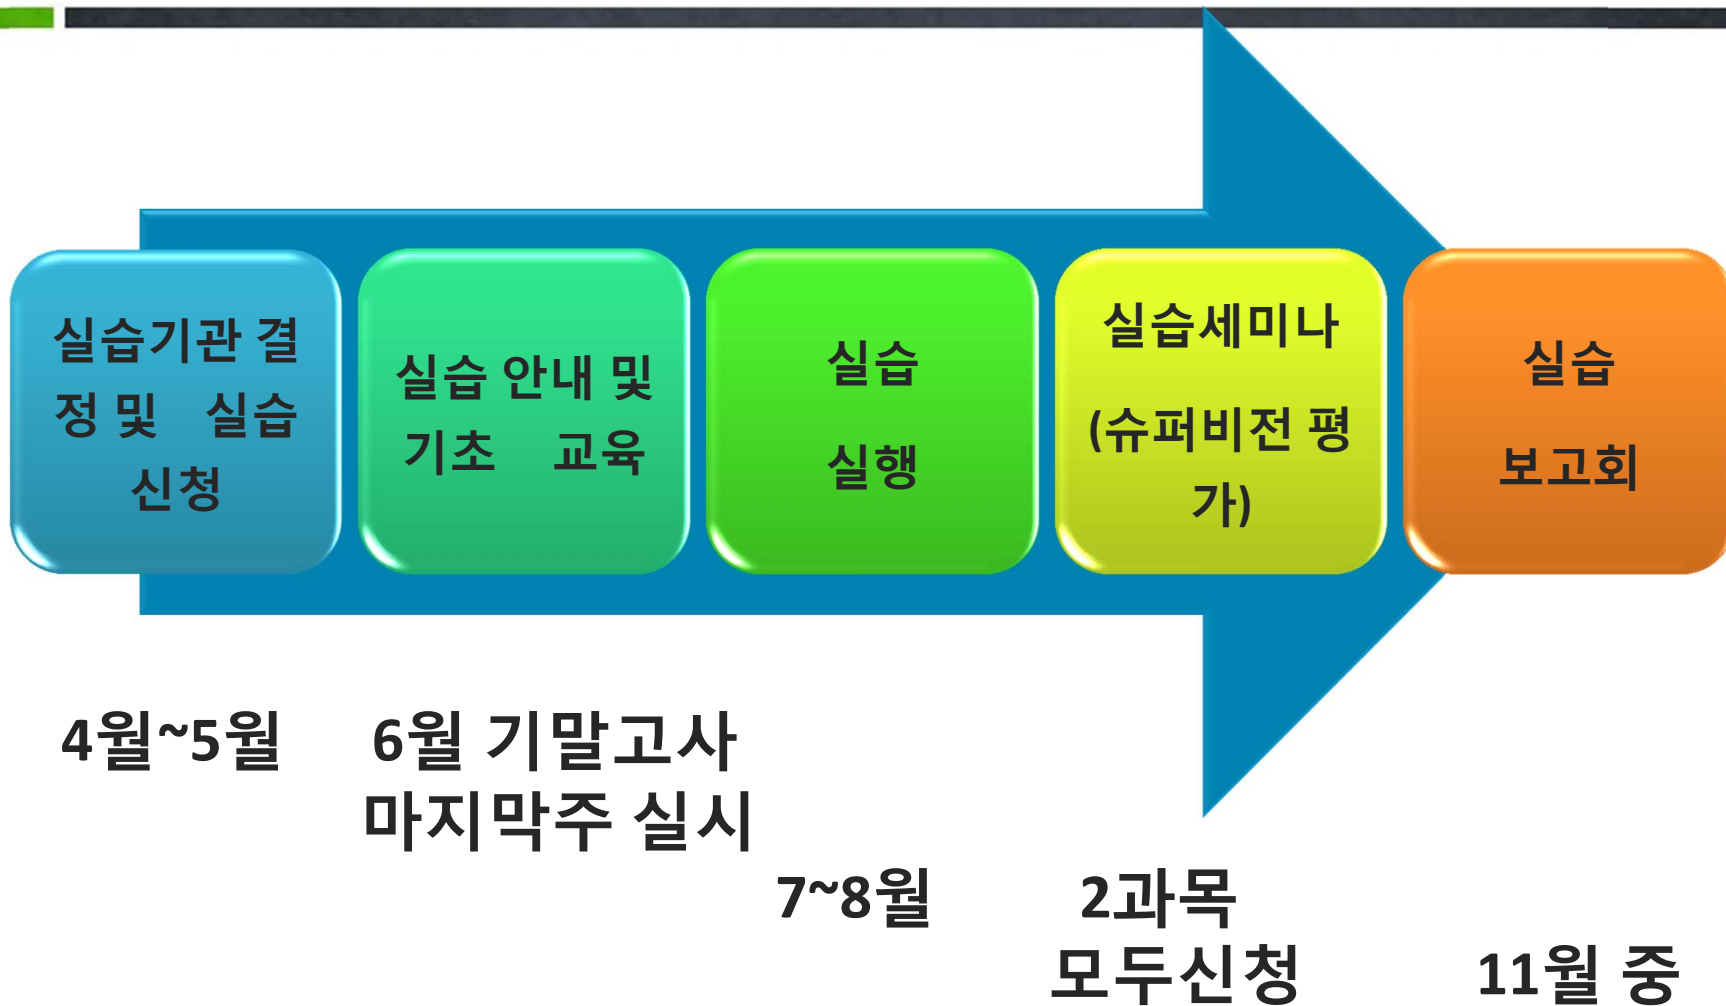 실습기관 결
정 및 실습
신청
실습 안내 및
기초 교육
실습
실행
실습세미나
(슈퍼비전 평
가)
실습
보고회
4월~5월
6월 기말고사
마지막주 실시
7~8월
2과목
모두신청
11월 중